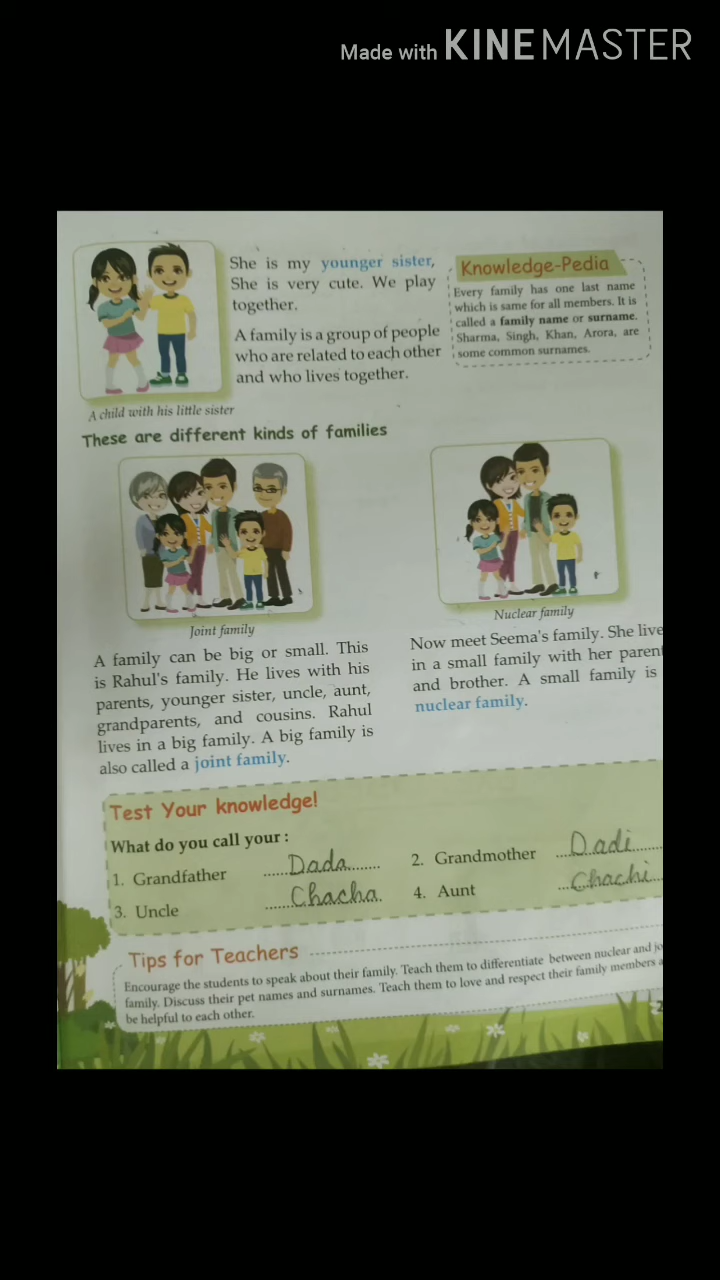 Made with KINEMASTER
She is my younger sister,
She is very cute. We play
together.
A family is a group of people
who are related to each other
and who lives together.
Knowledge-Pedia
Every family has one last name
which is same for all members. It is
called a family name or surname.
Sharma, Singh, Khan, Arora, are
some common surnames.
A child with his little sister
These are different kinds of families
Joint family
A family can be big or small. This
is Rahul's family. He lives with his
parents, younger sister, uncle, aunt,
grandparents, and cousins. Rahul
lives in a big family. A big family is
also called a joint family.
Nuclear family
Now meet Seema's family. She live
in a small family with her paren
and brother. A small family is
nuclear family.
Test Your knowledge!
What do you call your :
1. Grandfather ........Dada........
2. Grandmother ........Dadi........
3. Uncle ........Chacha.
4. Aunt ...Chachi...
Tips for Teachers
Encourage the students to speak about their family. Teach them to differentiate between nuclear and jo
family. Discuss their pet names and surnames. Teach them to love and respect their family members a
be helpful to each other.